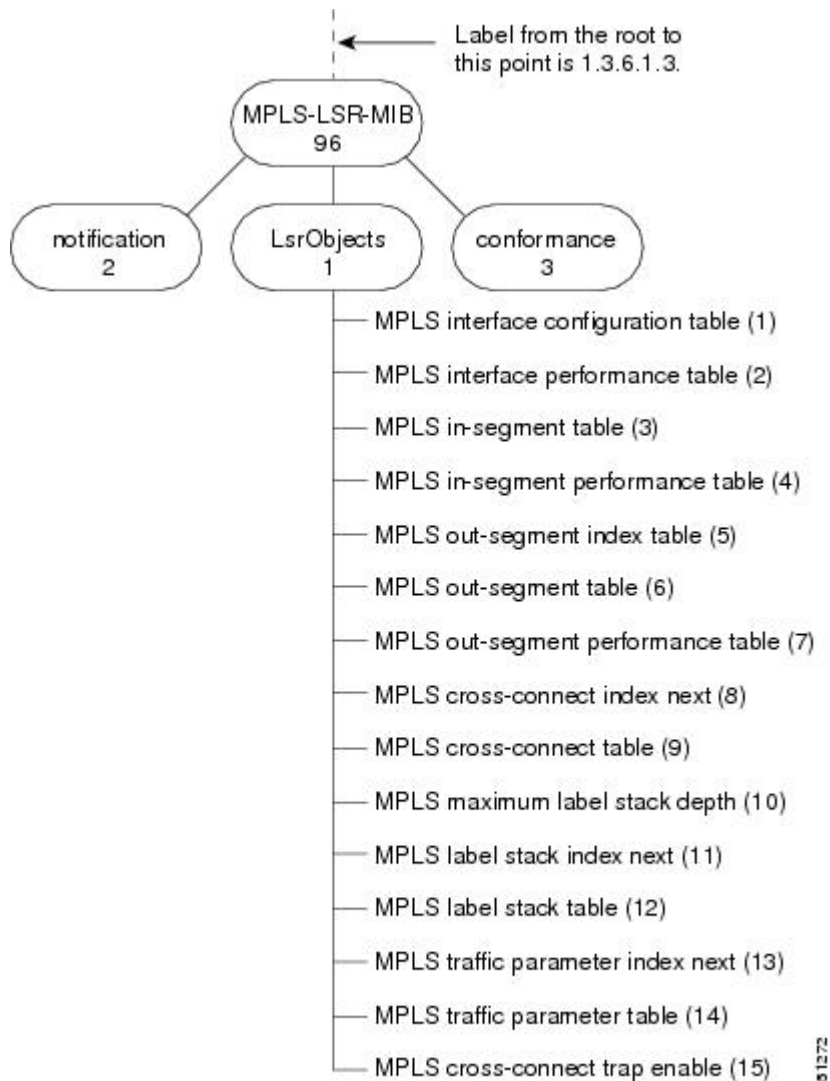 Label from the root to
this point is 1.3.6.1.3.
MPLS-LSR-MIB
96
notification
2
LsrObjects
1
conformance
3
MPLS interface configuration table (1)
MPLS interface performance table (2)
MPLS in-segment table (3)
MPLS in-segment performance table (4)
MPLS out-segment index table (5)
MPLS out-segment table (6)
MPLS out-segment performance table (7)
MPLS cross-connect index next (8)
MPLS cross-connect table (9)
MPLS maximum label stack depth (10)
MPLS label stack index next (11)
MPLS label stack table (12)
MPLS traffic parameter index next (13)
MPLS traffic parameter table (14)
MPLS cross-connect trap enable (15)
51272